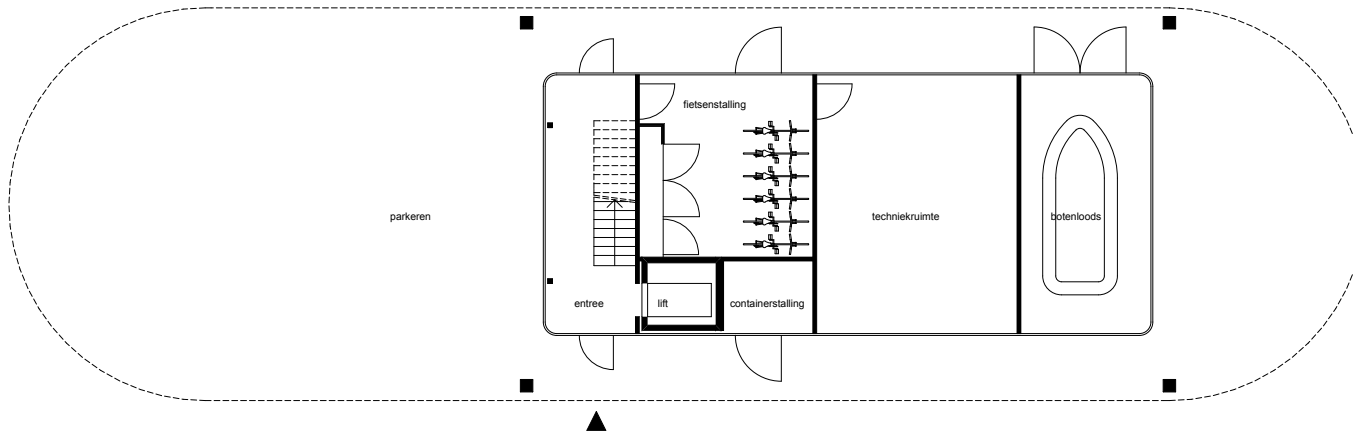 fietsenstalling
parkeren
techniekruimte
botenloods
entree
lift
containerstalling